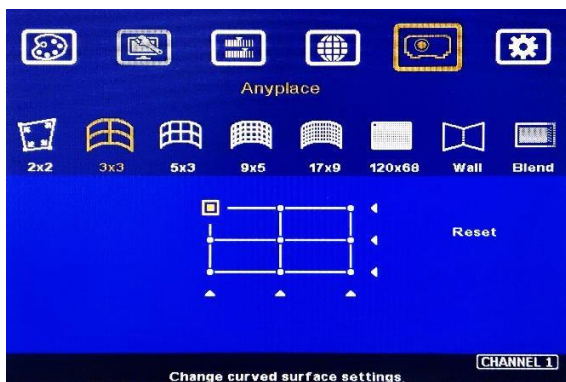 Anyplace
2x2 3x3 5x3 9x5 17x9 120x68 Wall Blend
Reset
CHANNEL 1
Change curved surface settings